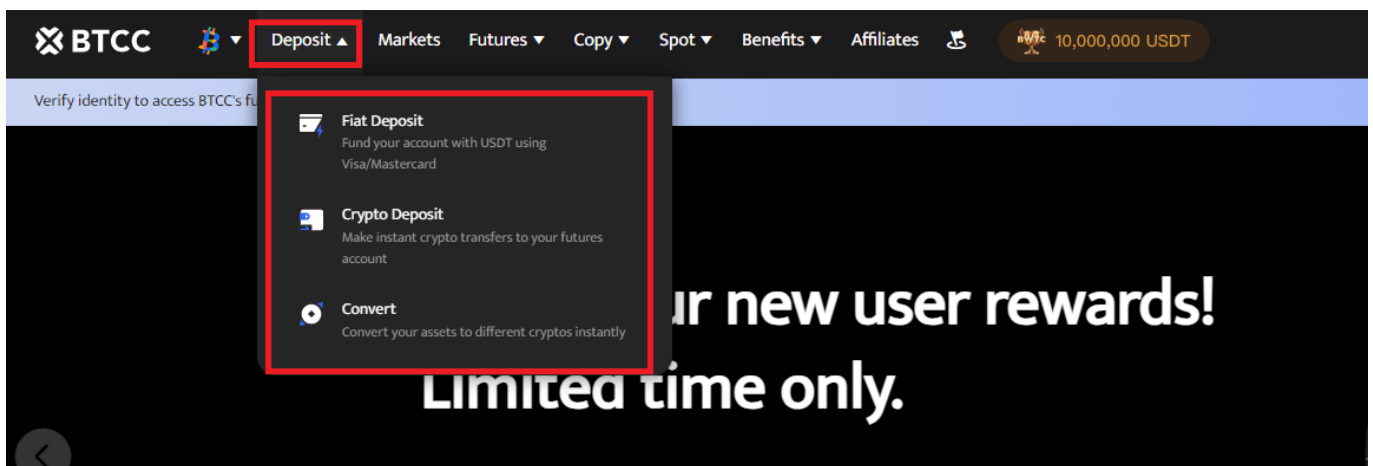 BTCC
Deposit
Markets
Futures
Copy
Spot
Benefits
Affiliates
10,000,000 USDT
Verify identity to access BTCC's
Fiat Deposit
Fund your account with USDT using
Visa/Mastercard
Crypto Deposit
Make instant crypto transfers to your futures
account
Convert
Convert your assets to different cryptos instantly
new user rewards!
Limited time only.